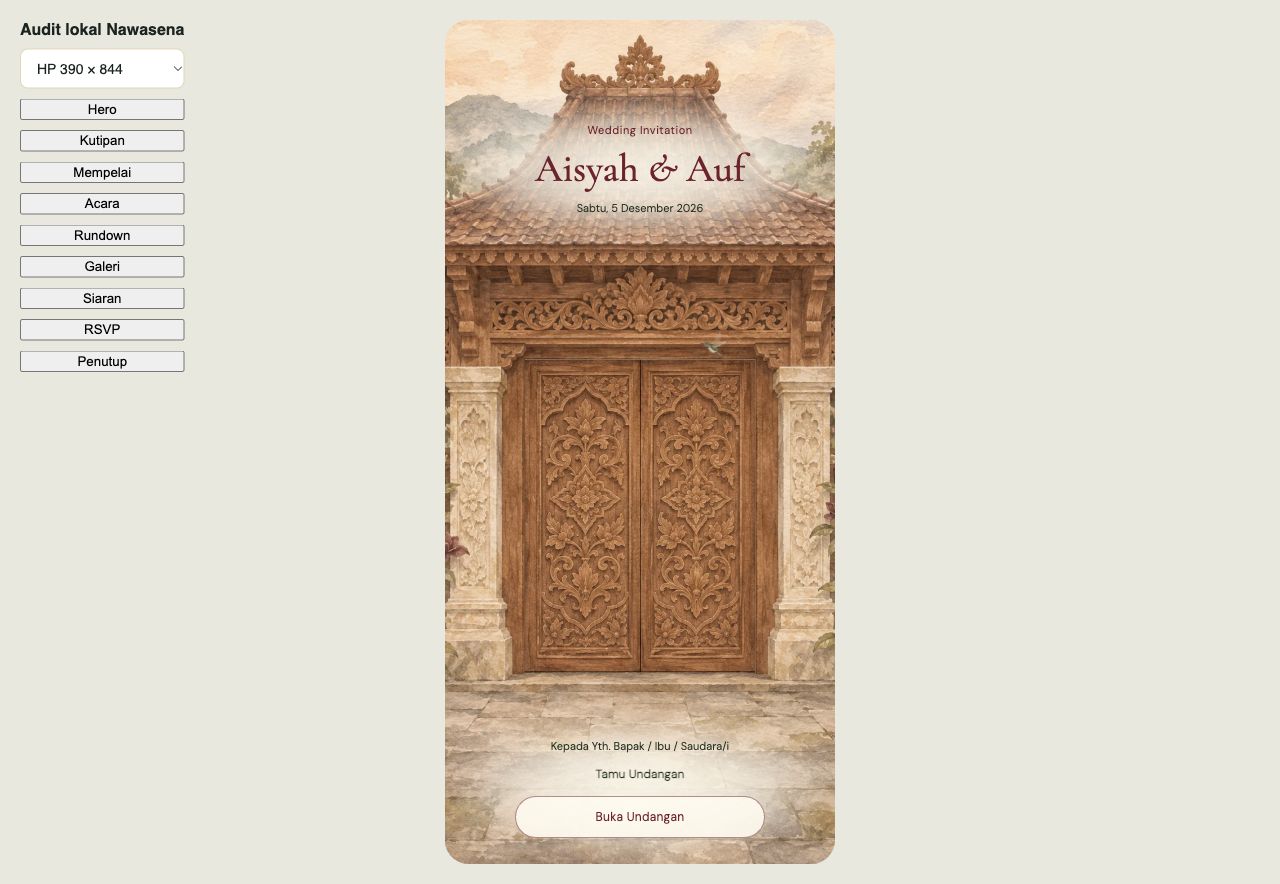 Audit lokal Nawasena
HP 390 × 844
Hero
Kutipan
Mempelai
Acara
Rundown
Galeri
Siaran
RSVP
Penutup
Wedding Invitation
Aisyah & Auf
Sabtu, 5 Desember 2026
Kepada Yth. Bapak / Ibu / Saudara/i
Tamu Undangan
Buka Undangan